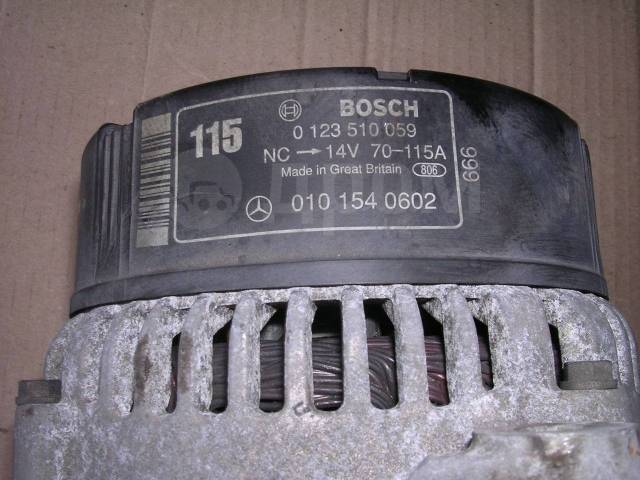 115
BOSCH
0 123 510 059
NC → 14V 70-115A
Made in Great Britain 806
010 154 0602
999